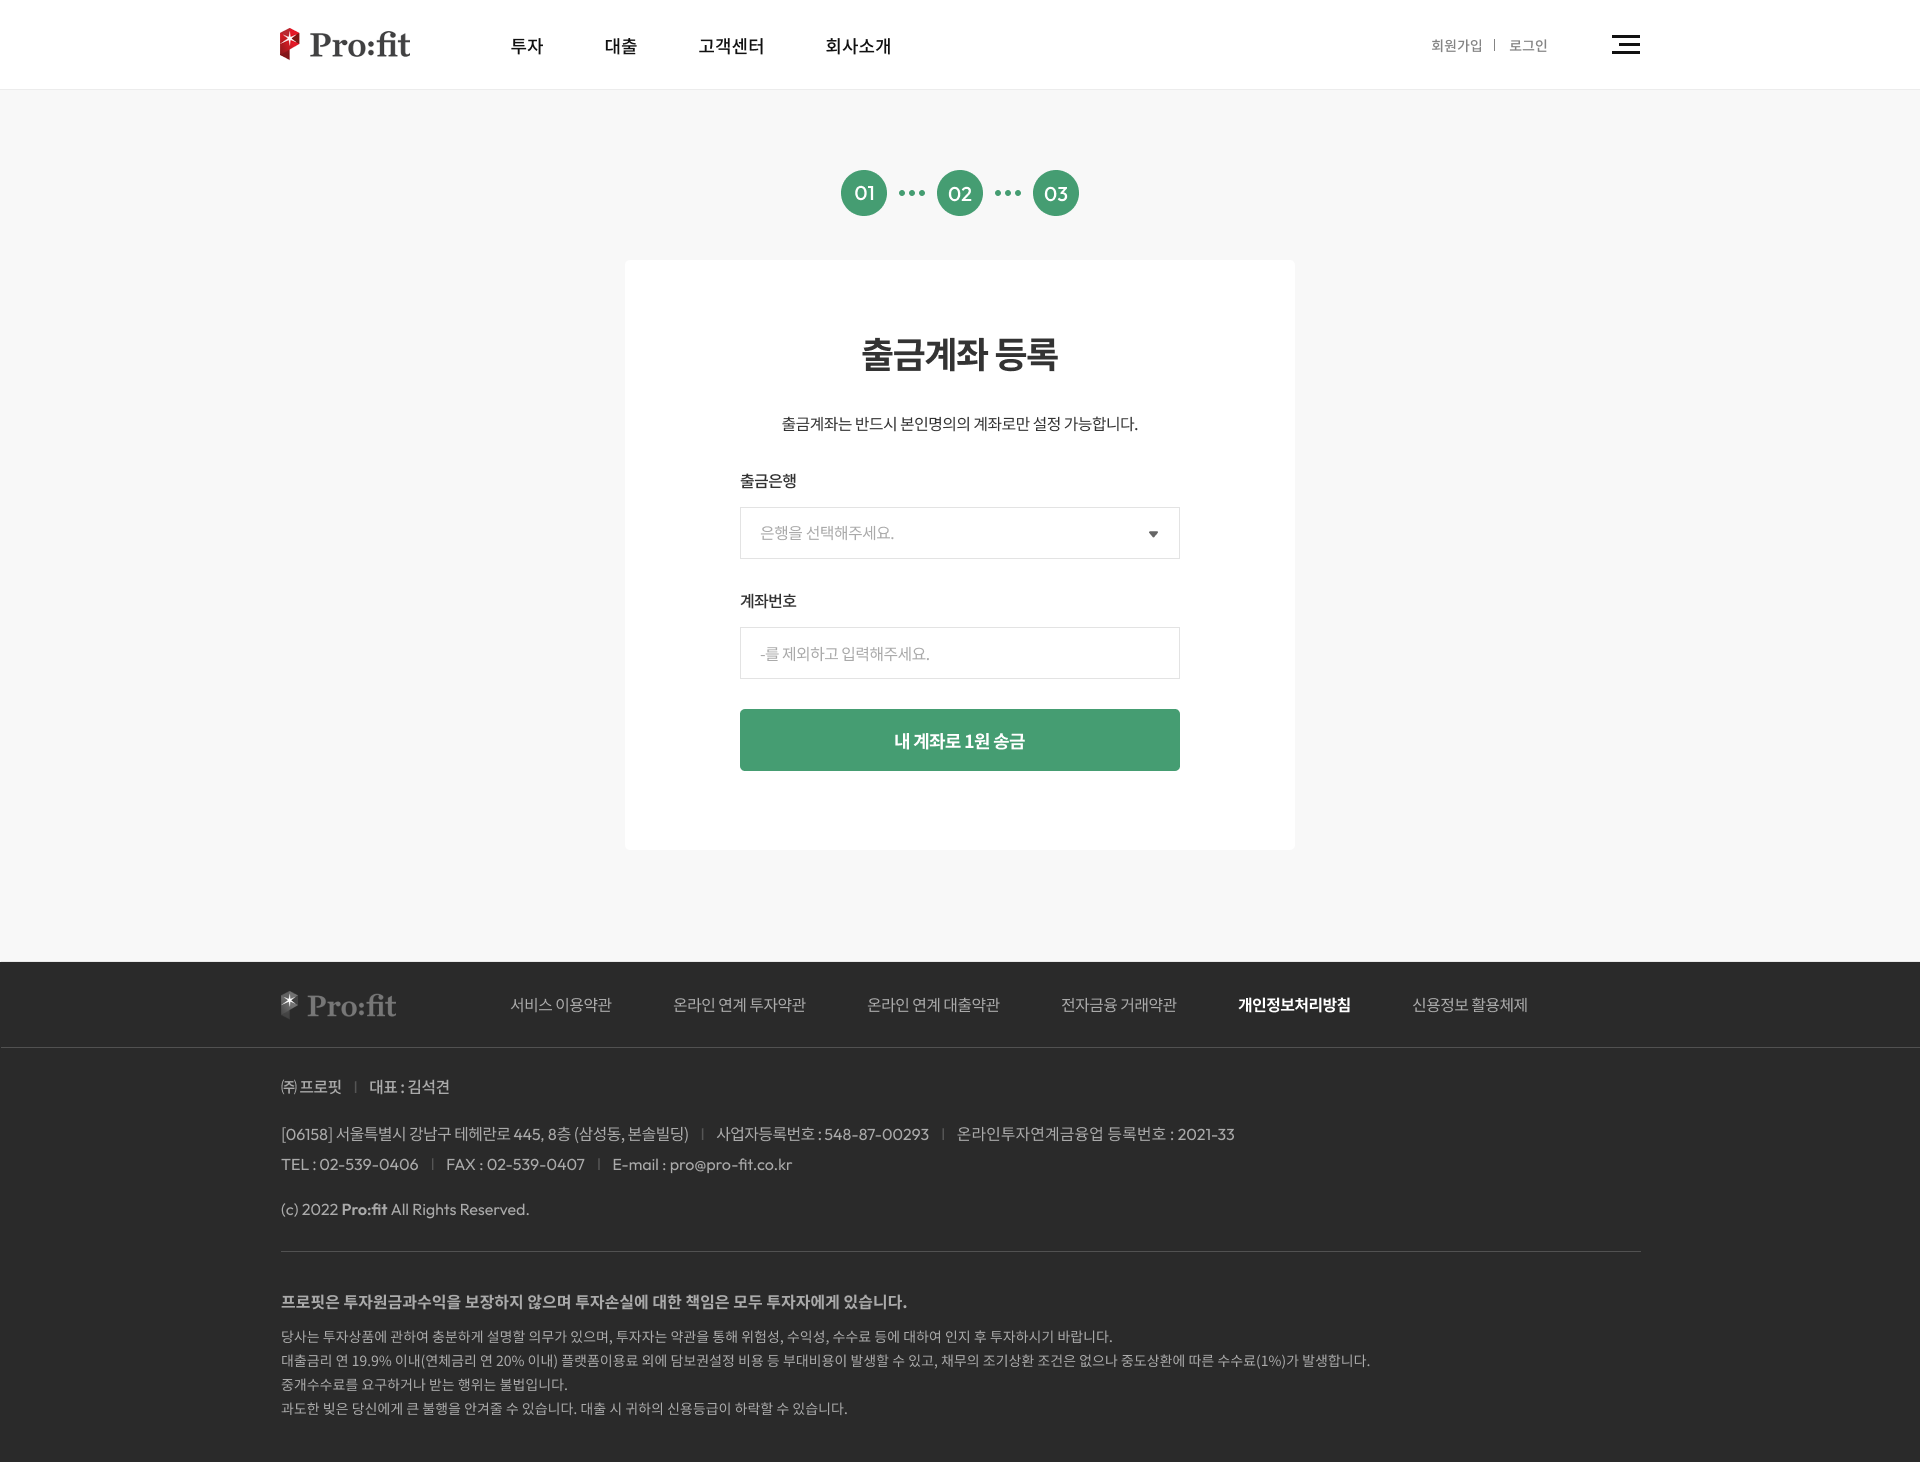 Pro:fit 투자 대출 고객센터 회사소개 회원가입 로그인
01 02 03
출금계좌 등록
출금계좌는 반드시 본인명의의 계좌로만 설정 가능합니다.
출금은행
은행을 선택해주세요.
계좌번호
-를 제외하고 입력해주세요.
내 계좌로 1원 송금
Pro:fit 서비스 이용약관 온라인 연계 투자약관 온라인 연계 대출약관 전자금융 거래약관 개인정보처리방침 신용정보 활용체제
㈜ 프로핏 | 대표 : 김석견
[06158] 서울특별시 강남구 테헤란로 445, 8층 (삼성동, 본솔빌딩) | 사업자등록번호 : 548-87-00293 | 온라인투자연계금융업 등록번호 : 2021-33
TEL : 02-539-0406 | FAX : 02-539-0407 | E-mail : pro@pro-fit.co.kr
(c) 2022 Pro:fit All Rights Reserved.
프로핏은 투자원금과수익을 보장하지 않으며 투자손실에 대한 책임은 모두 투자자에게 있습니다.
당사는 투자상품에 관하여 충분하게 설명할 의무가 있으며, 투자자는 약관을 통해 위험성, 수익성, 수수료 등에 대하여 인지 후 투자하시기 바랍니다.
대출금리 연 19.9% 이내(연체금리 연 20% 이내) 플랫폼이용료 외에 담보권설정 비용 등 부대비용이 발생할 수 있고, 채무의 조기상환 조건은 없으나 중도상환에 따른 수수료(1%)가 발생합니다.
중개수수료를 요구하거나 받는 행위는 불법입니다.
과도한 빚은 당신에게 큰 불행을 안겨줄 수 있습니다. 대출 시 귀하의 신용등급이 하락할 수 있습니다.